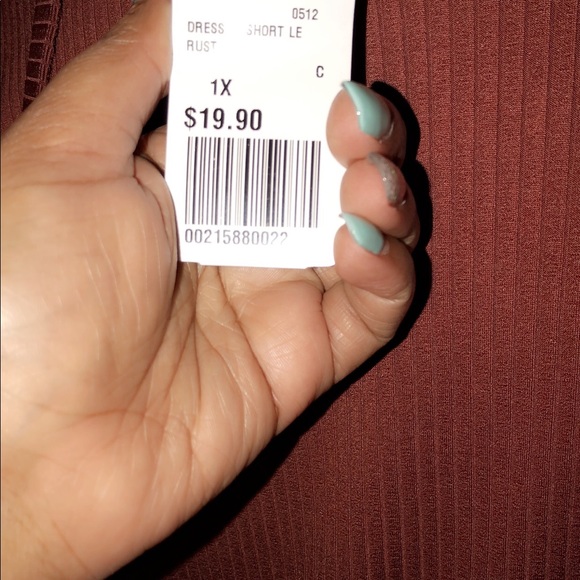 0512
DRESS SHORT LE
RUST
C
1X
$19.90
00215880022